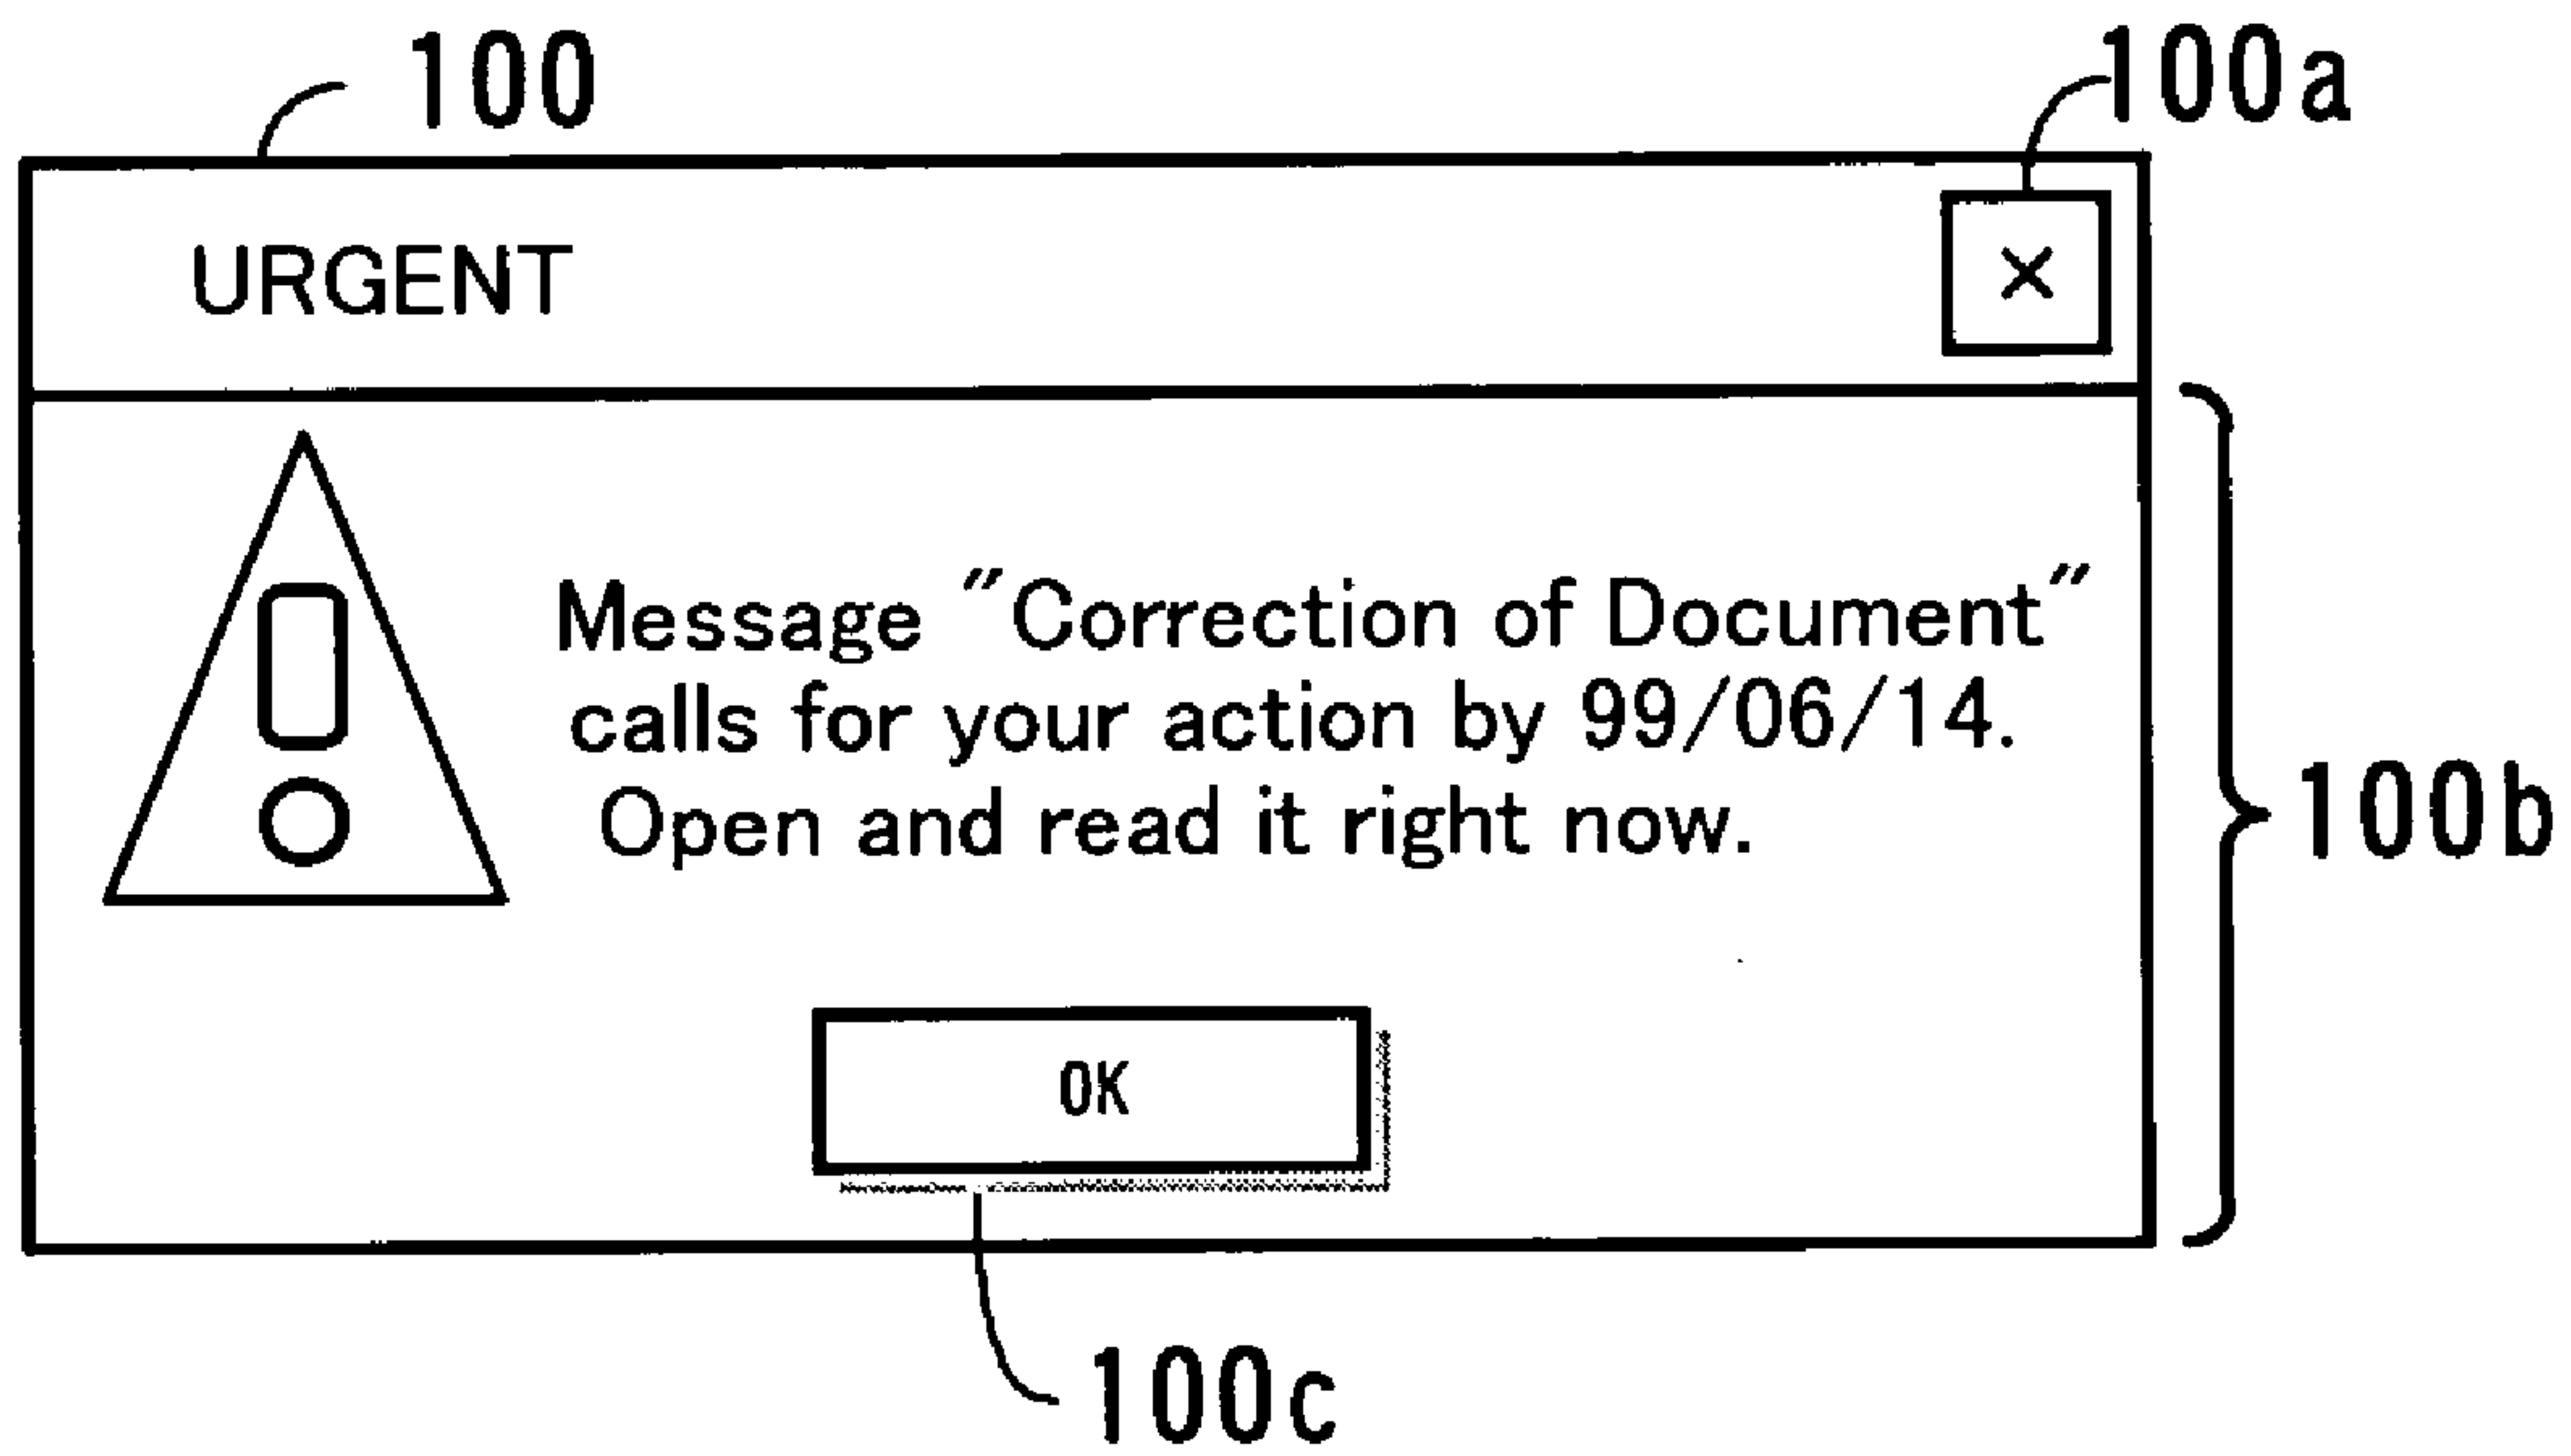 100
100a
URGENT
×
Message "Correction of Document"
calls for your action by 99/06/14.
Open and read it right now.
100b
OK
100c